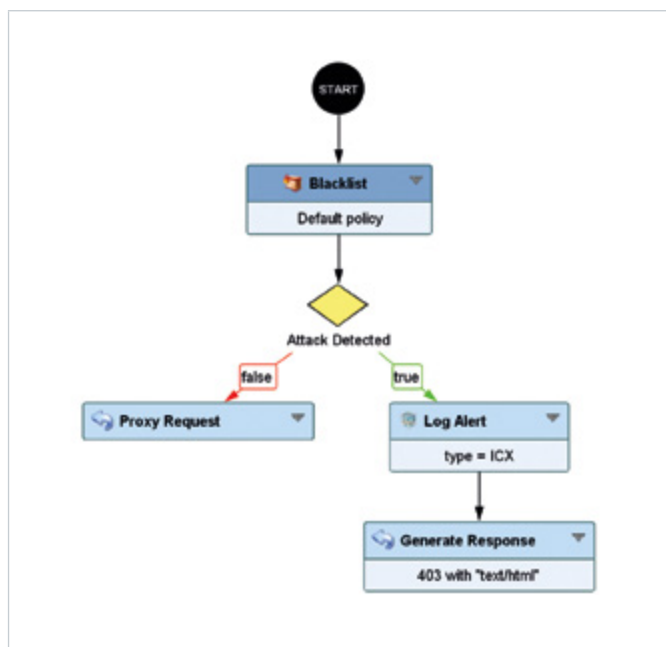 START
Blacklist
Default policy
Attack Detected
false
true
Proxy Request
Log Alert
type = ICX
Generate Response
403 with "text/html"